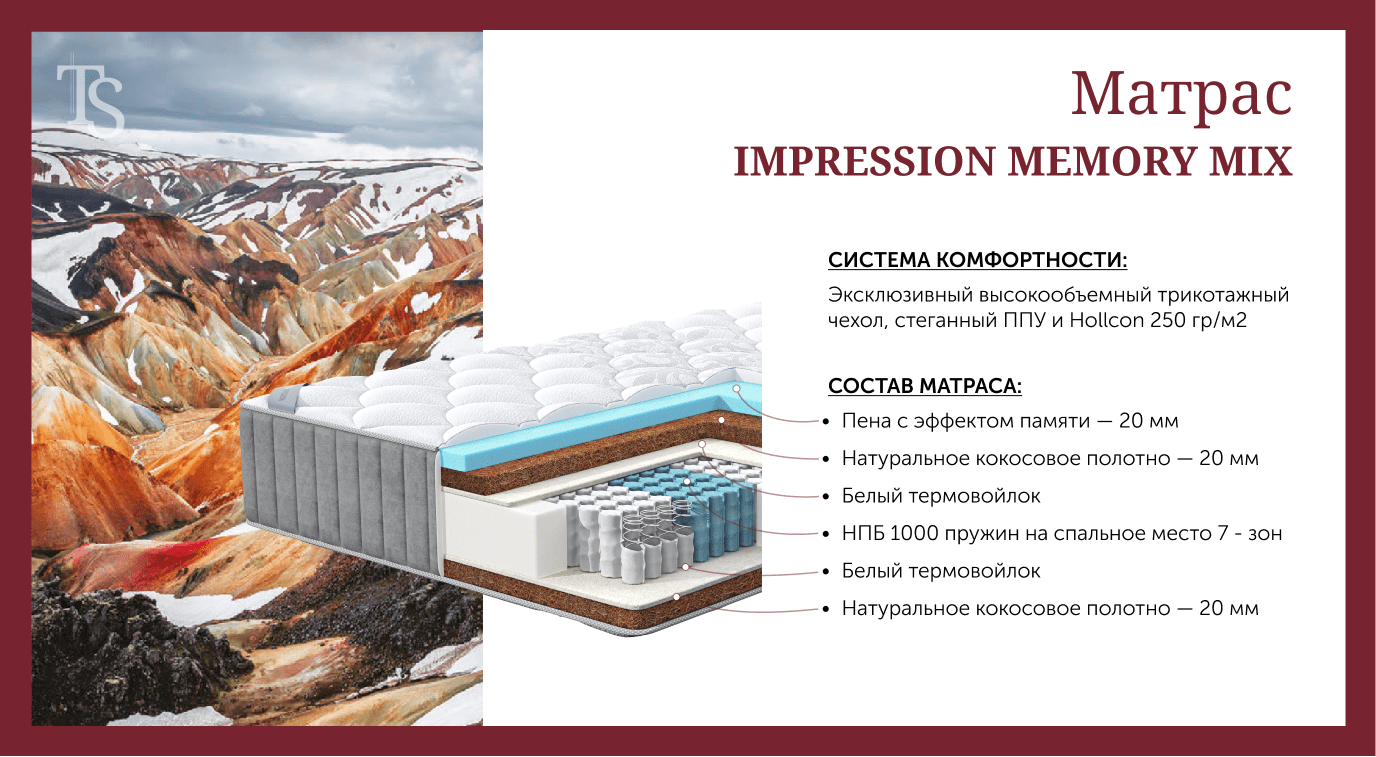 TS
Матрас
IMPRESSION MEMORY MIX
СИСТЕМА КОМФОРТНОСТИ:
Эксклюзивный высокообъемный трикотажный
чехол, стеганный ППУ и Hollcon 250 гр/м2
СОСТАВ МАТРАСА:
• Пена с эффектом памяти — 20 мм
• Натуральное кокосовое полотно — 20 мм
• Белый термовойлок
• НПБ 1000 пружин на спальное место 7 - зон
• Белый термовойлок
• Натуральное кокосовое полотно — 20 мм